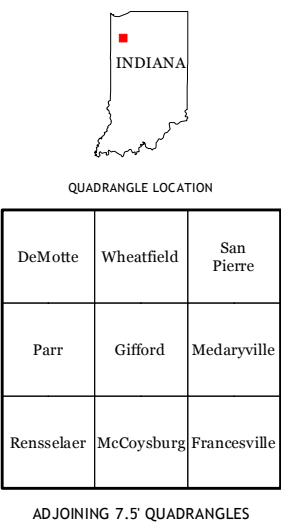 INDIANA
QUADRANGLE LOCATION
DeMotte
Wheatfield
San
Pierre
Parr
Gifford
Medaryville
Rensselaer
McCoysburg
Francesville
ADJOINING 7.5' QUADRANGLES